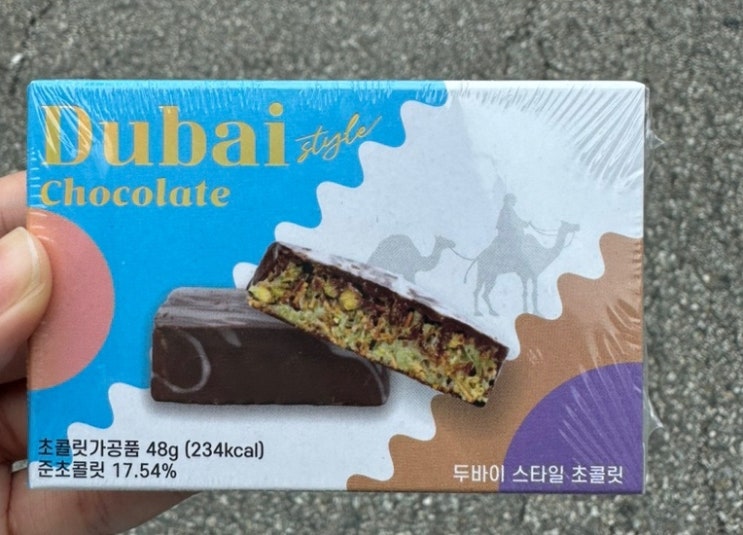 Dubai style
Chocolate
초콜릿가공품 48g (234kcal)
준초콜릿 17.54%
두바이 스타일 초콜릿